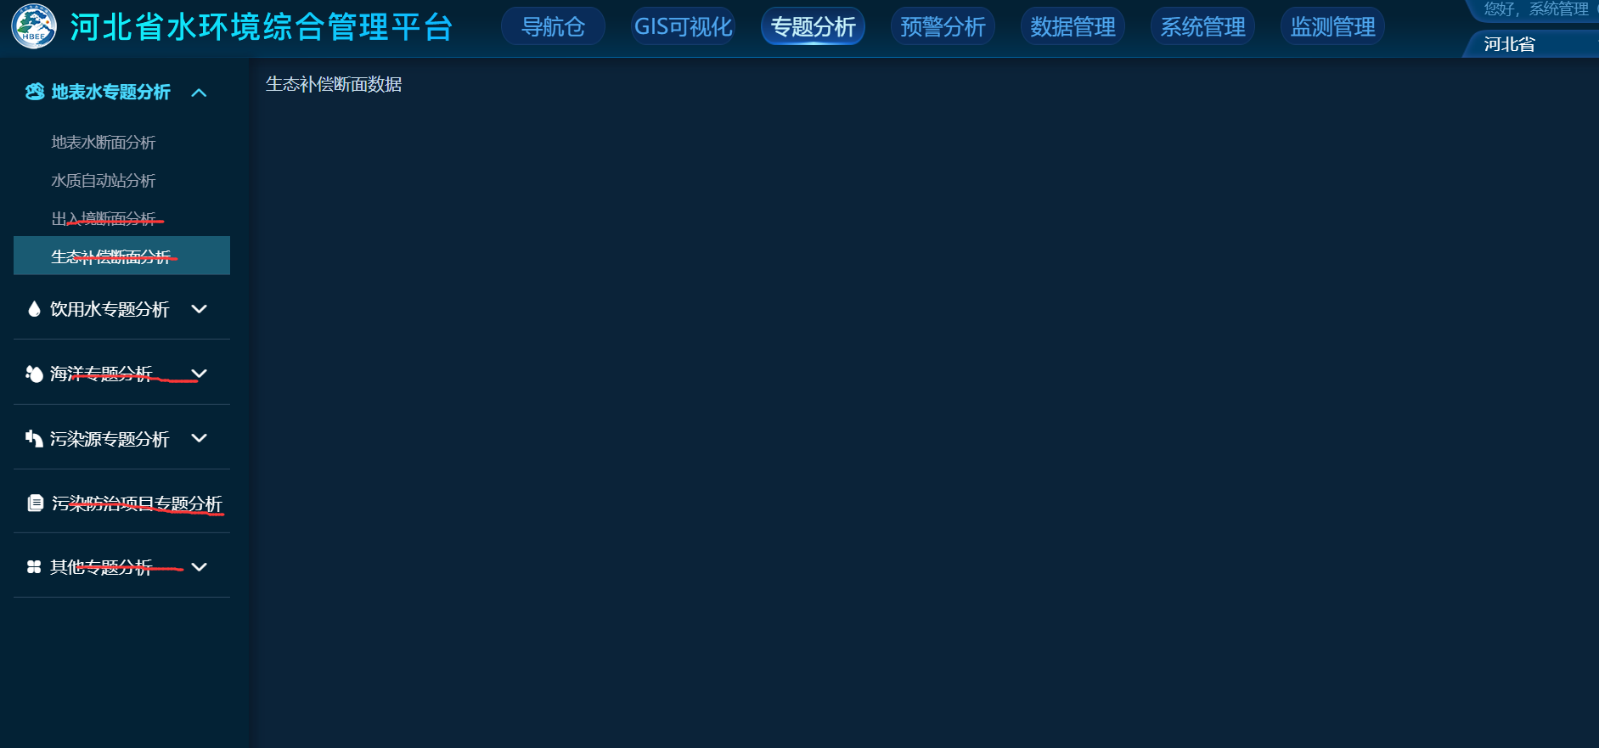 HBEE
河北省水环境综合管理平台
导航仓
GIS可视化
专题分析
预警分析
数据管理
系统管理
监测管理
您好，系统管理
河北省
地表水专题分析
地表水断面分析
水质自动站分析
出入境断面分析
生态补偿断面分析
饮用水专题分析
海洋专题分析
污染源专题分析
污染防治项目专题分析
其他专题分析
生态补偿断面数据